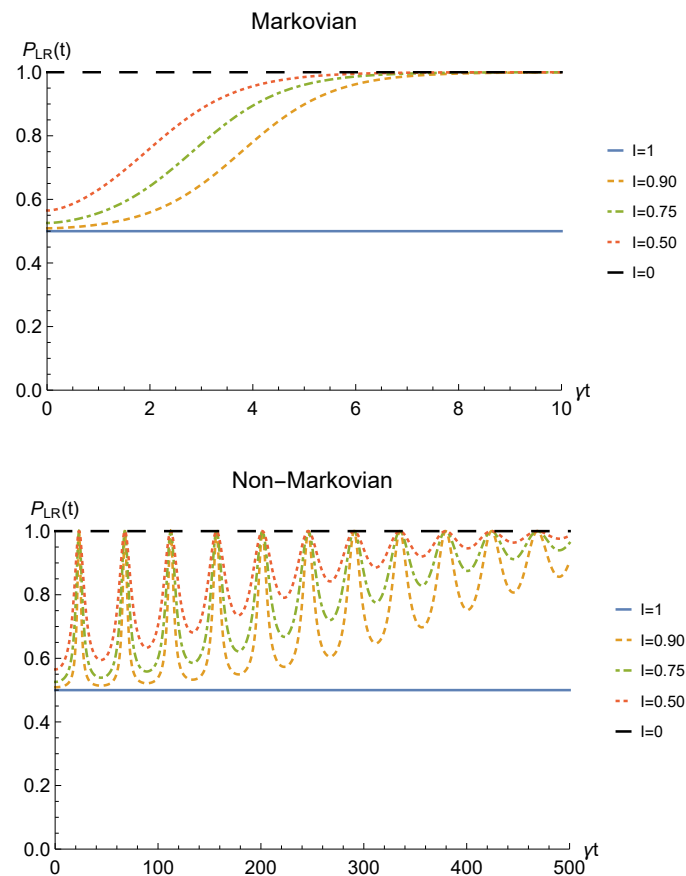 Markovian
P_LR(t)
1.0
0.8
0.6
0.4
0.2
0.0
0 2 4 6 8 10
γt
I=1
I=0.90
I=0.75
I=0.50
I=0
Non−Markovian
P_LR(t)
1.0
0.8
0.6
0.4
0.2
0.0
0 100 200 300 400 500
γt
I=1
I=0.90
I=0.75
I=0.50
I=0